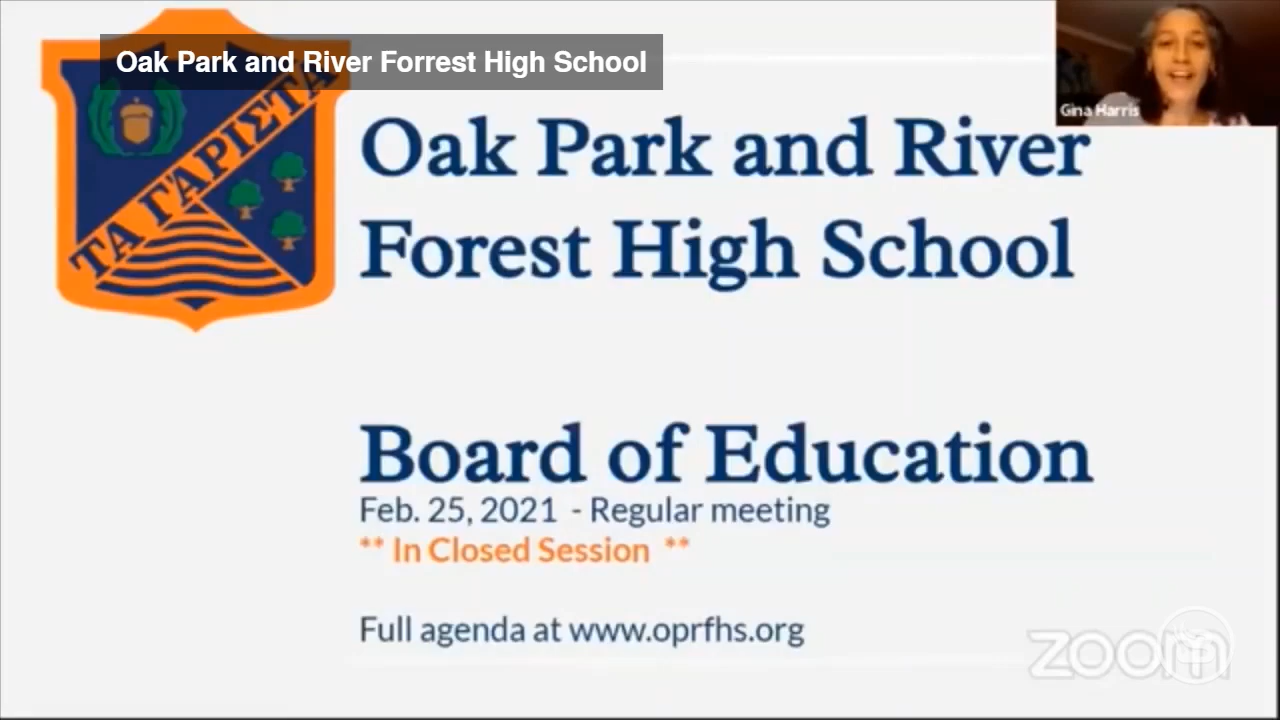 Oak Park and River Forrest High School
Gina Harris
ΤΑ ΓΑΡΙΣΤΑ
Oak Park and River
Forest High School
Board of Education
Feb. 25, 2021 - Regular meeting
** In Closed Session **
Full agenda at www.oprfhs.org
zoom